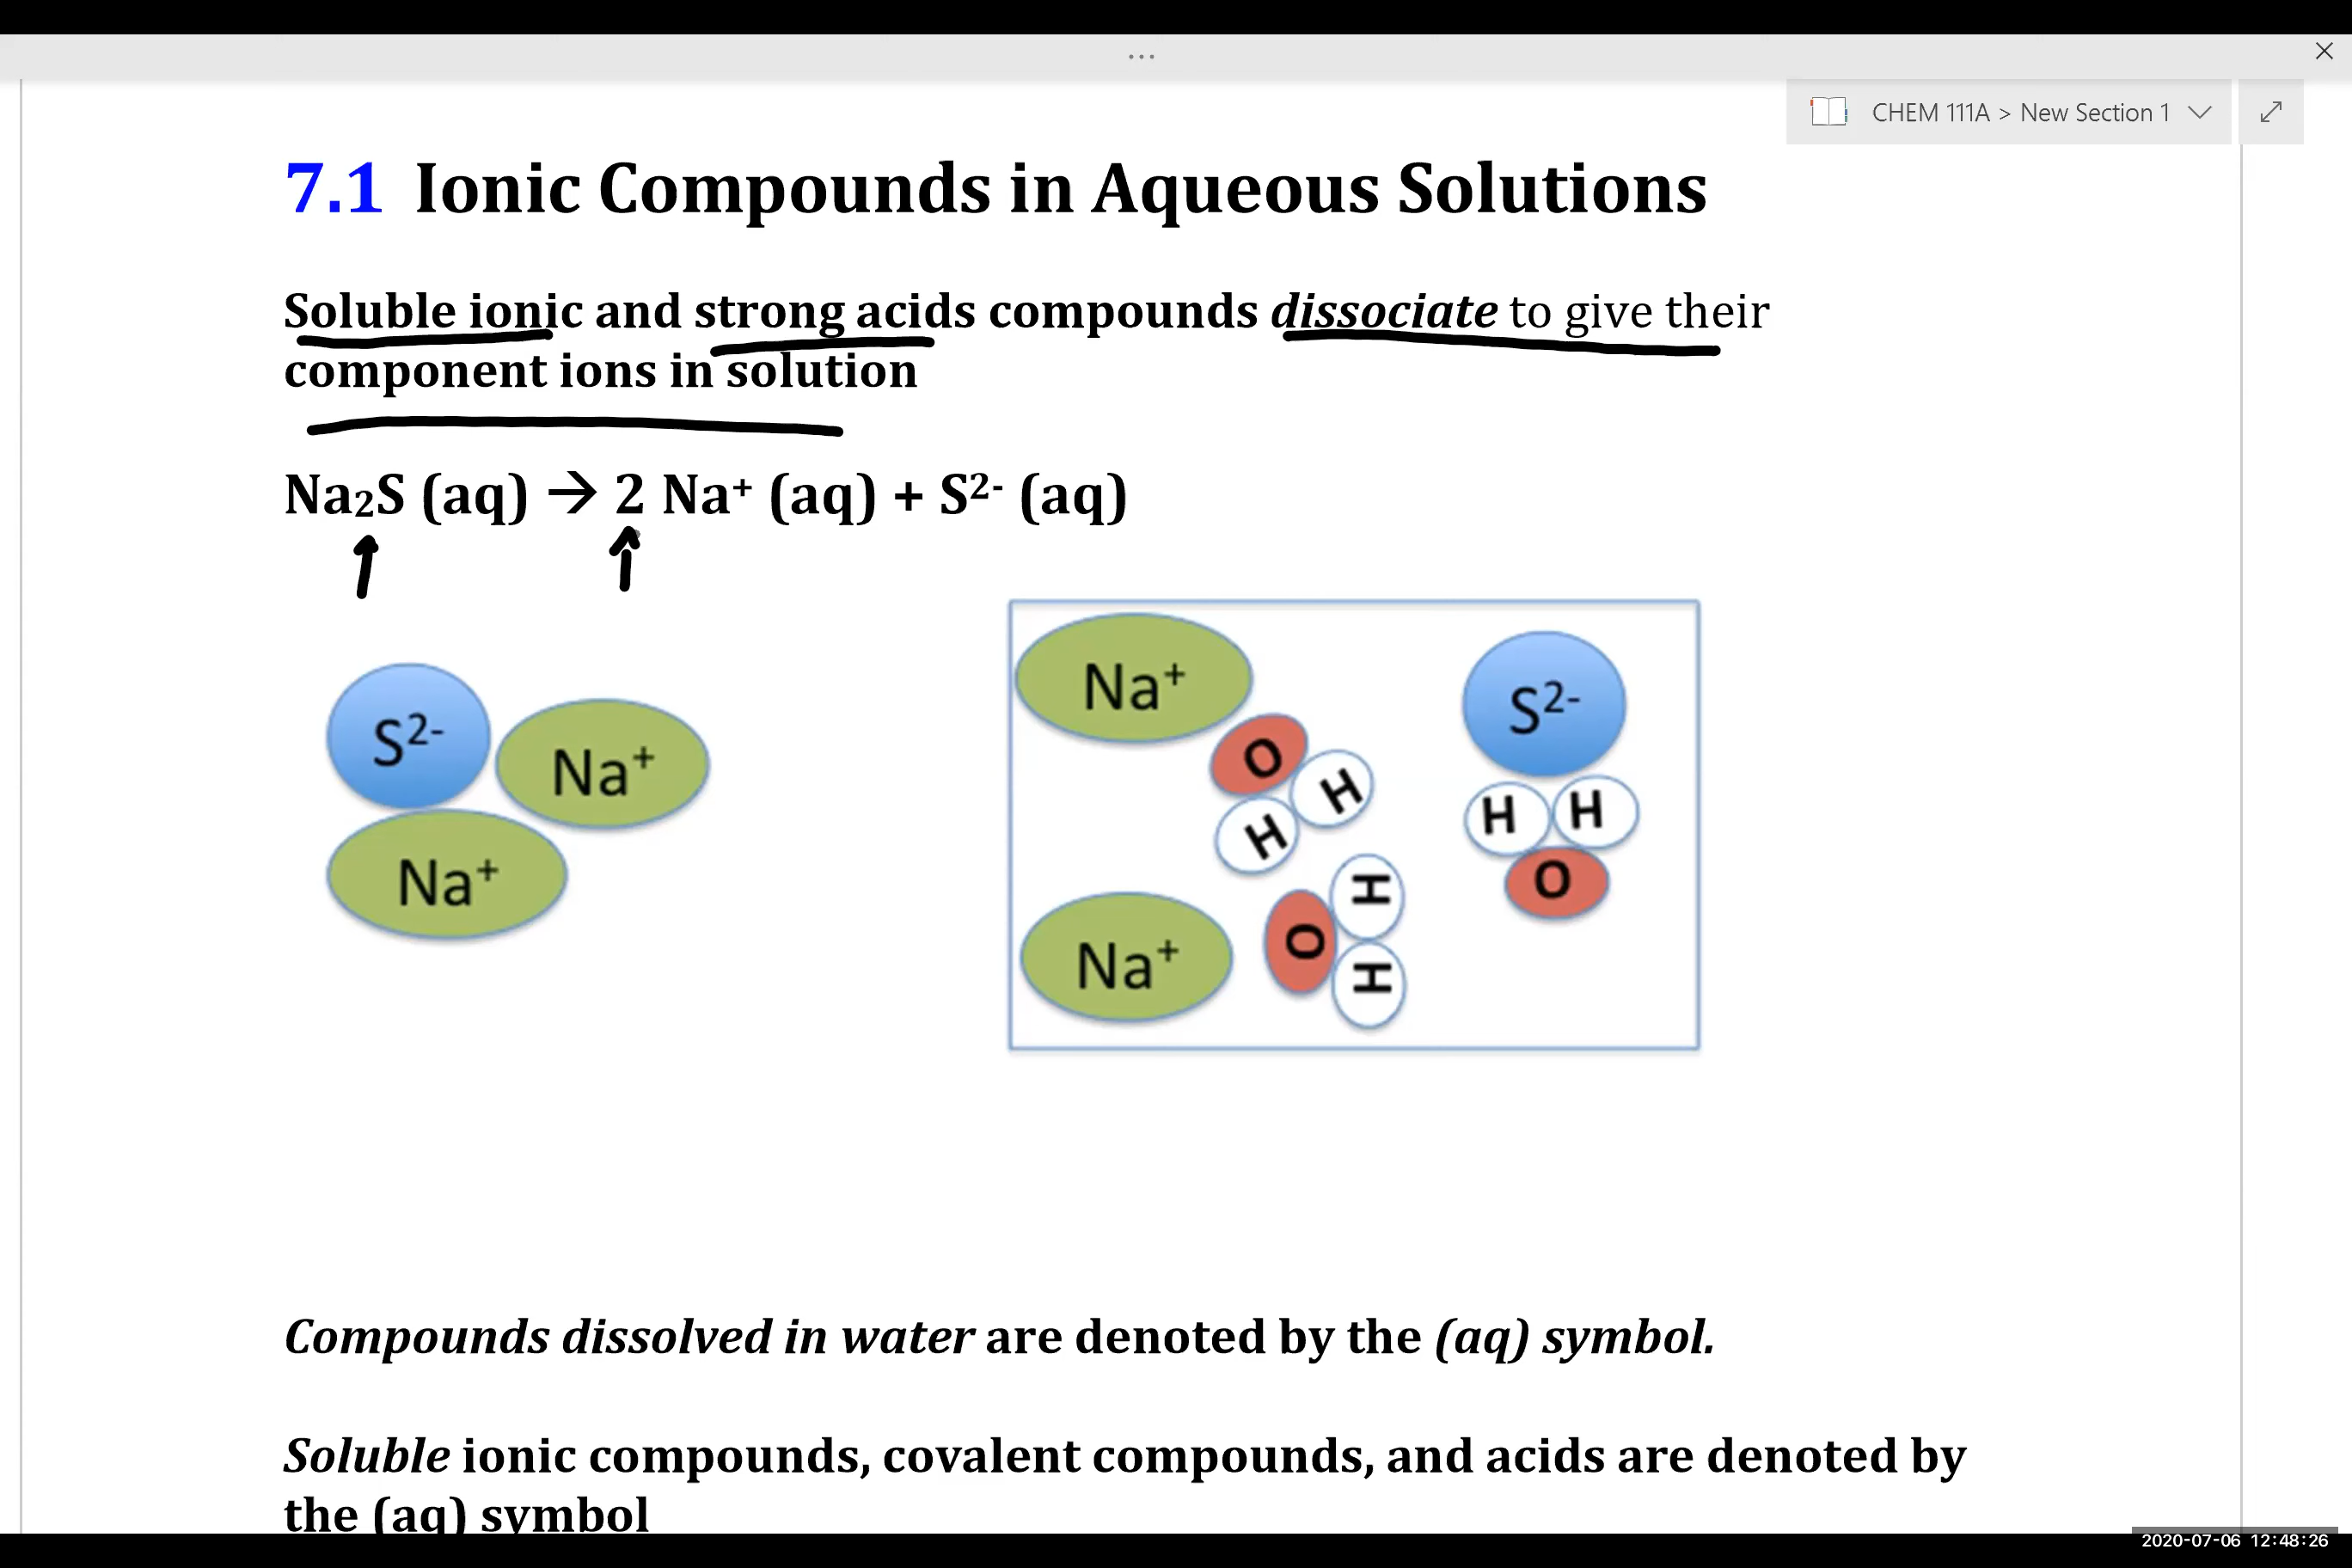 ...
CHEM 111A > New Section 1
7.1 Ionic Compounds in Aqueous Solutions
Soluble ionic and strong acids compounds dissociate to give their
component ions in solution
Na₂S (aq) → 2 Na⁺ (aq) + S²⁻ (aq)
S²⁻
Na⁺
Na⁺
Na⁺
S²⁻
O
H
H
H
H
O
Na⁺
O
H
H
Compounds dissolved in water are denoted by the (aq) symbol.
Soluble ionic compounds, covalent compounds, and acids are denoted by
the (aq) symbol
2020-07-06 12:48:26